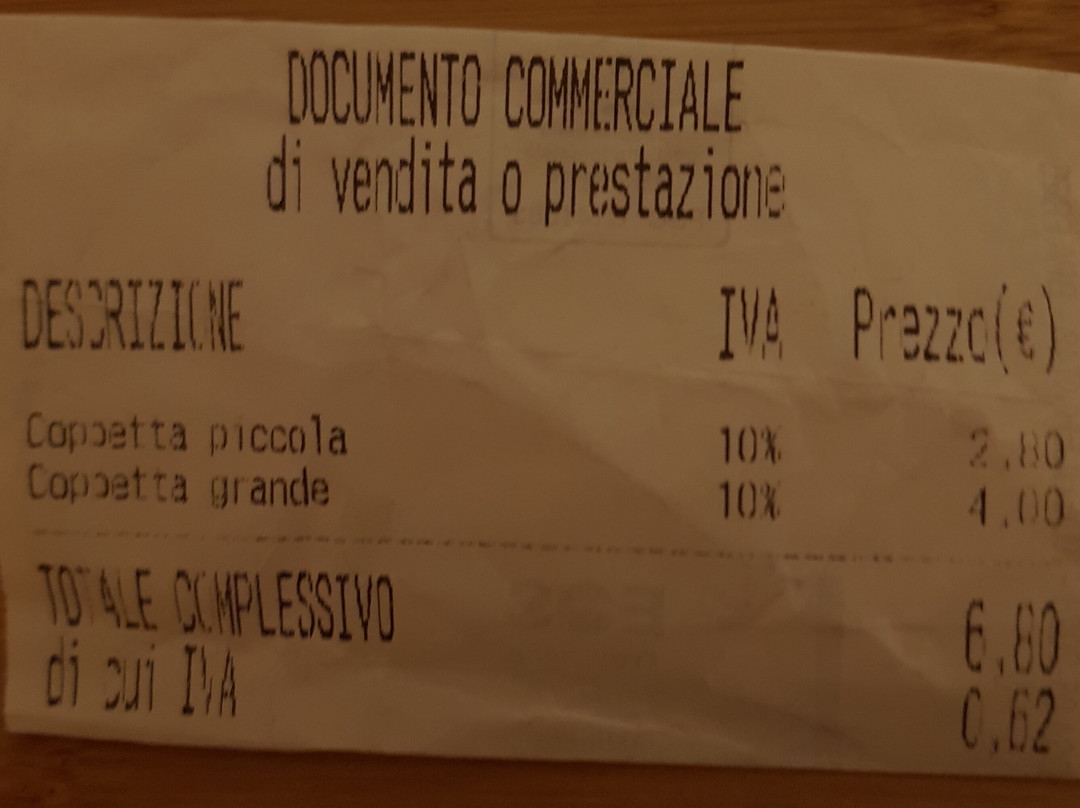 DOCUMENTO COMMERCIALE
di vendita o prestazione
DESCRIZIONE IVA Prezzo(€)
Coppetta piccola 10% 2,80
Coppetta grande 10% 4,00
TOTALE COMPLESSIVO 6,80
di cui IVA 0,62